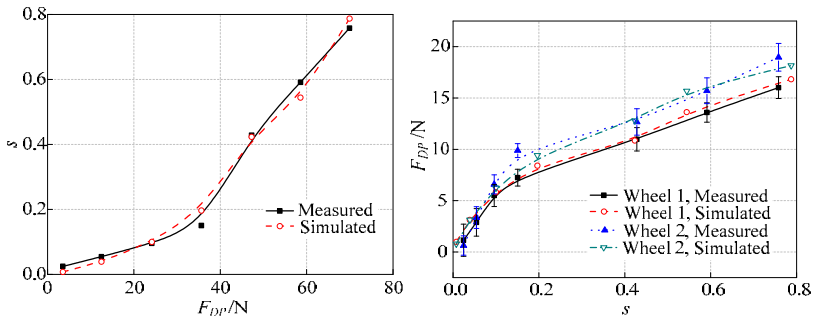 0.8
0.6
0.4
0.2
0.0
s
0 20 40 60 80
F_DP/N
Measured
Simulated
20
15
10
5
0
F_DP/N
0.0 0.2 0.4 0.6 0.8
s
Wheel 1, Measured
Wheel 1, Simulated
Wheel 2, Measured
Wheel 2, Simulated